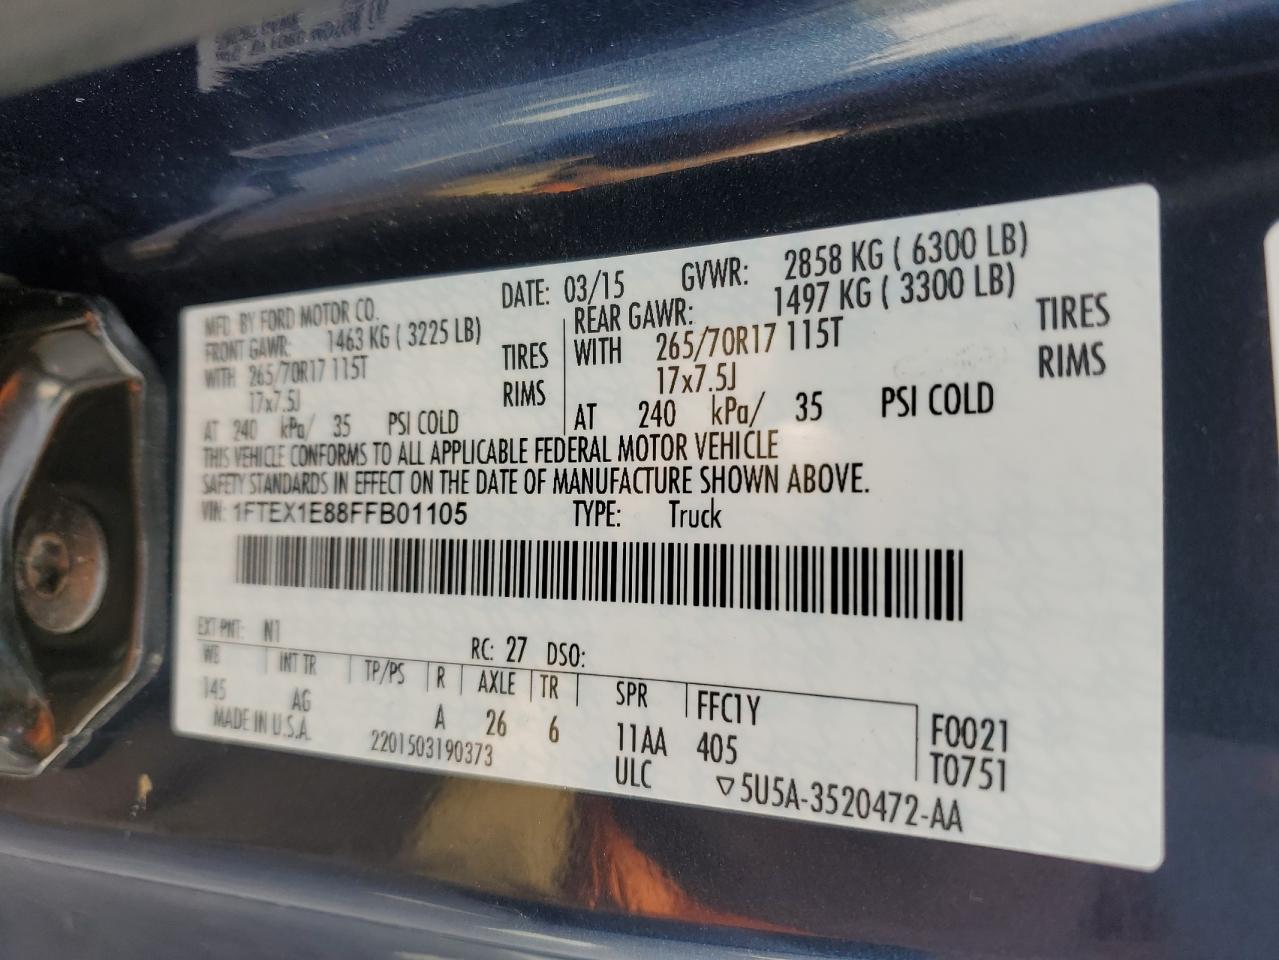 MFD. BY FORD MOTOR CO. DATE: 03/15 GVWR: 2858 KG ( 6300 LB)
FRONT GAWR: 1463 KG ( 3225 LB) REAR GAWR: 1497 KG ( 3300 LB)
WITH 265/70R17 115T TIRES WITH 265/70R17 115T TIRES
17x7.5J RIMS 17x7.5J RIMS
AT 240 kPa/ 35 PSI COLD AT 240 kPa/ 35 PSI COLD
THIS VEHICLE CONFORMS TO ALL APPLICABLE FEDERAL MOTOR VEHICLE
SAFETY STANDARDS IN EFFECT ON THE DATE OF MANUFACTURE SHOWN ABOVE.
VIN: 1FTEX1E88FFB01105 TYPE: Truck
EXT PNT: N1 RC: 27 DSO:
WB INT TR TP/PS R AXLE TR SPR FFC1Y F0021
145 AG A 26 6 11AA 405 T0751
MADE IN U.S.A. 2201503190373 ULC ▽5U5A-3520472-AA